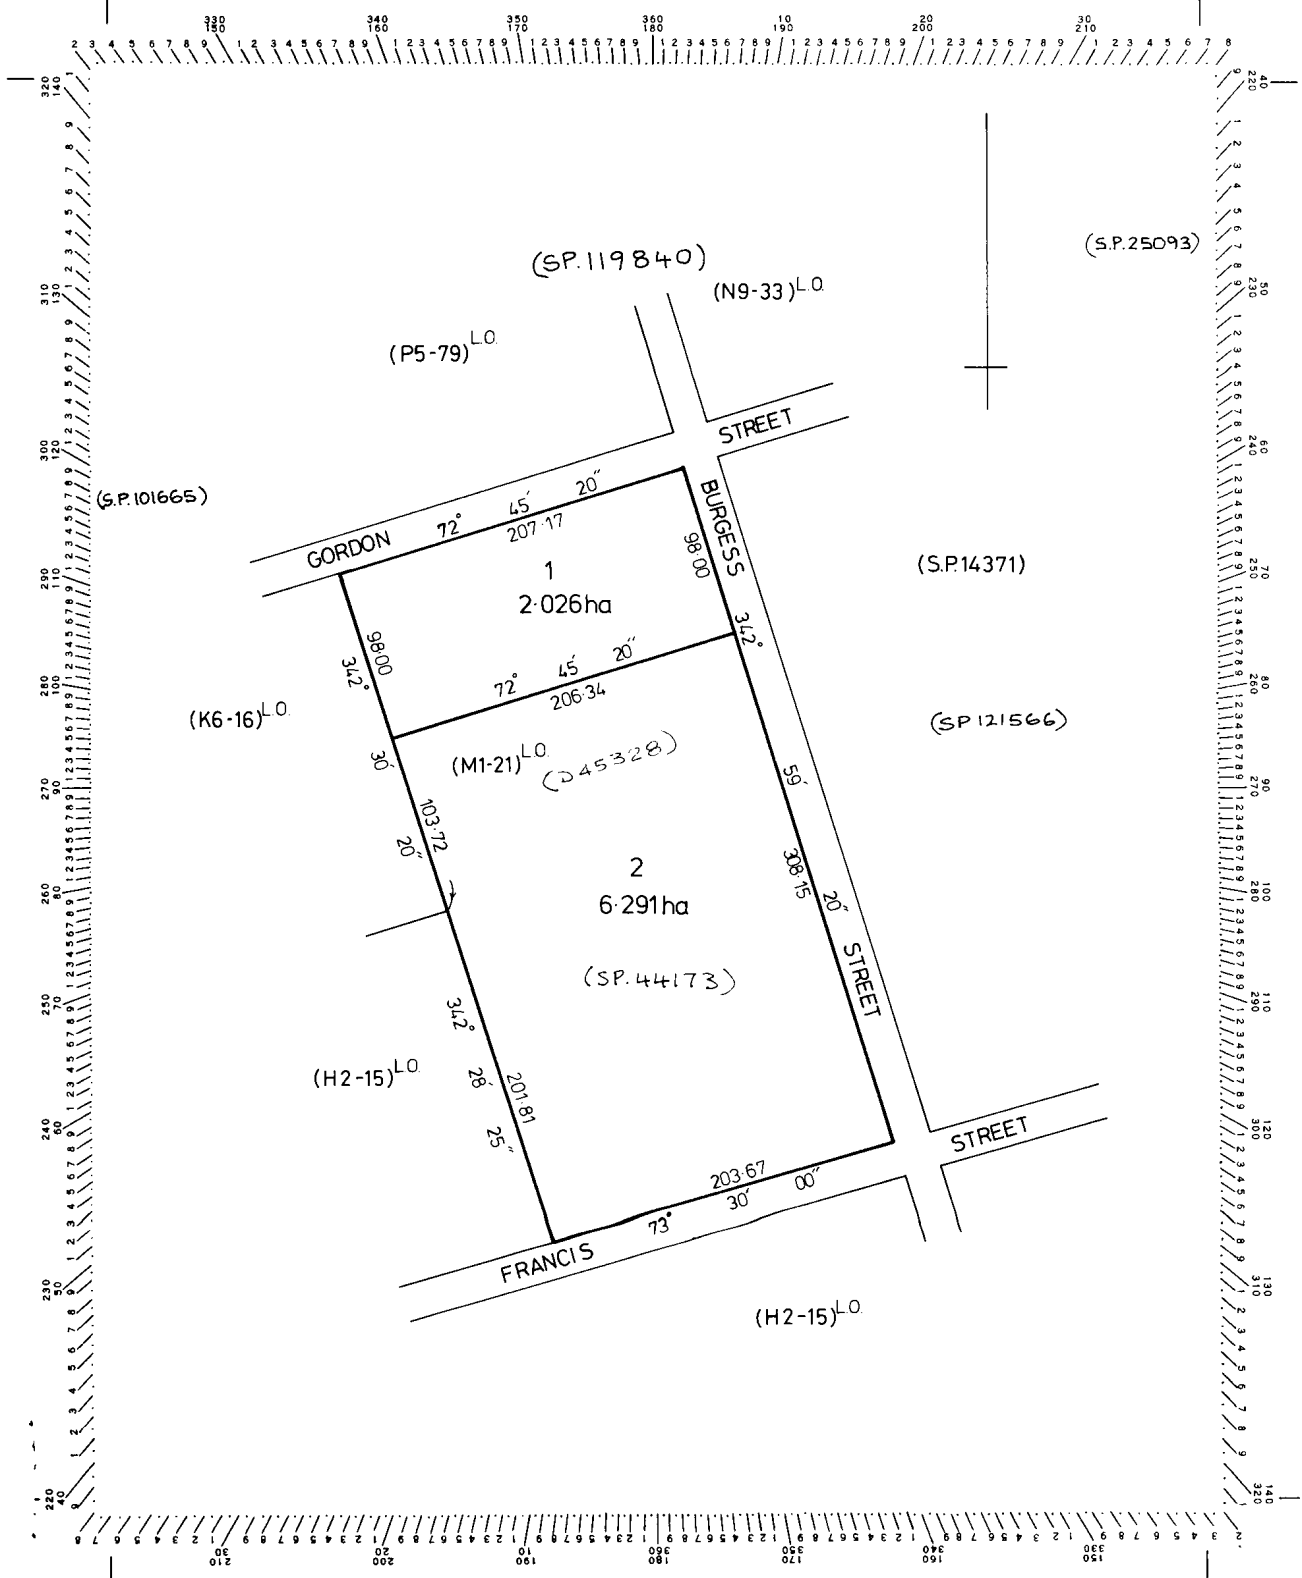 (SP.119840)
(S.P.25093)
(N9-33)L.O.
(P5-79)L.O.
STREET
(S.P.101665)
GORDON
72° 45' 20"
207·17
BURGESS
98·00
1
2·026ha
(S.P.14371)
98·00
342°
342°
72° 45' 20"
206·34
(K6-16)L.O.
(SP 121566)
30'
(M1-21)L.O.
(D45328)
59'
103·72
20"
2
6·291ha
308·15
20"
(SP.44173)
STREET
342°
(H2-15)L.O.
28'
201·81
25"
STREET
203·67
73° 30' 00"
FRANCIS
(H2-15)L.O.